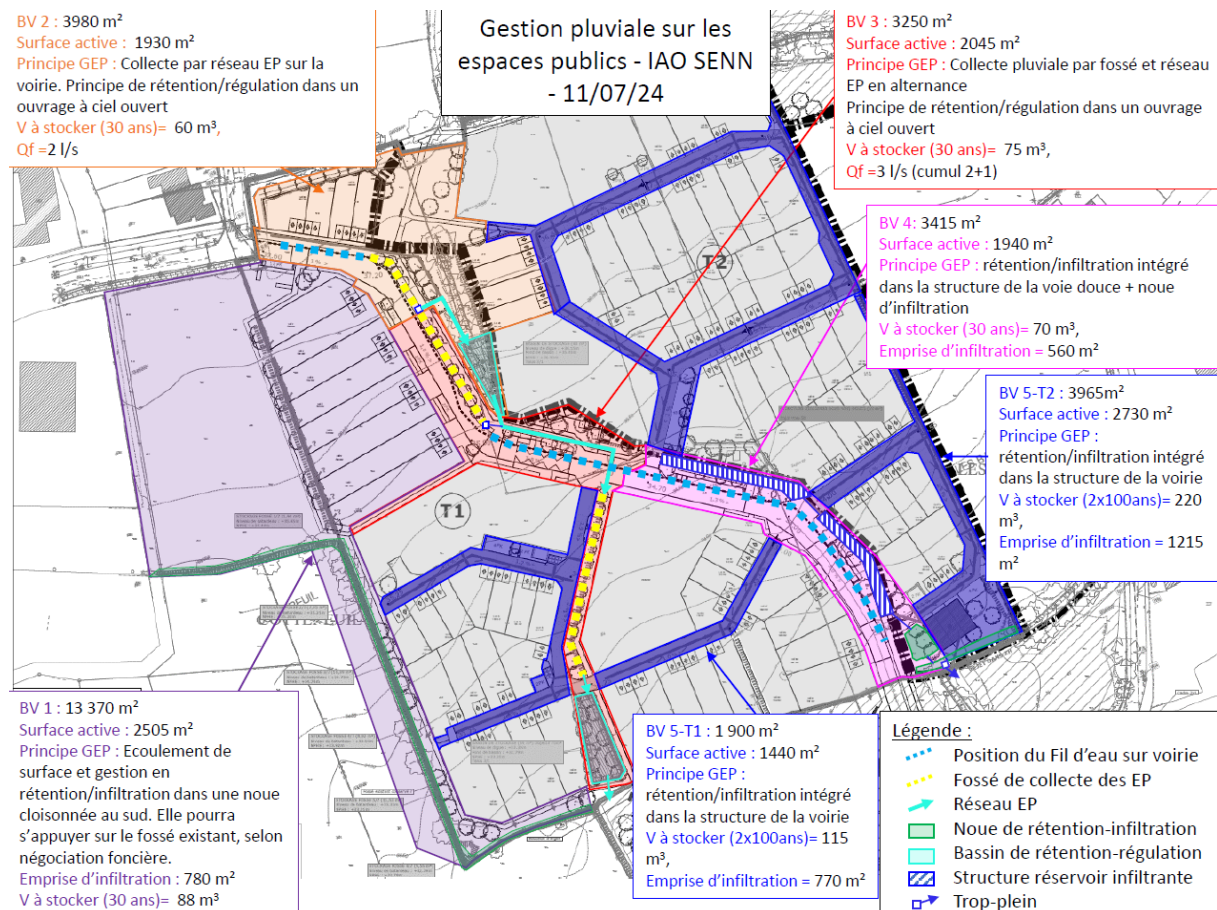 BV 2 : 3980 m²
Surface active : 1930 m²
Principe GEP : Collecte par réseau EP sur la
voirie. Principe de rétention/régulation dans un
ouvrage à ciel ouvert
V à stocker (30 ans)= 60 m³,
Qf =2 l/s
Gestion pluviale sur les
espaces publics - IAO SENN
- 11/07/24
BV 3 : 3250 m²
Surface active : 2045 m²
Principe GEP : Collecte pluviale par fossé et réseau
EP en alternance
Principe de rétention/régulation dans un ouvrage
à ciel ouvert
V à stocker (30 ans)= 75 m³,
Qf =3 l/s (cumul 2+1)
BV 4: 3415 m²
Surface active : 1940 m²
Principe GEP : rétention/infiltration intégré
dans la structure de la voie douce + noue
d'infiltration
V à stocker (30 ans)= 70 m³,
Emprise d'infiltration = 560 m²
BV 5-T2 : 3965m²
Surface active : 2730 m²
Principe GEP :
rétention/infiltration intégré
dans la structure de la voirie
V à stocker (2x100ans)= 220
m³,
Emprise d'infiltration = 1215
m²
T2
T1
BV 1 : 13 370 m²
Surface active : 2505 m²
Principe GEP : Ecoulement de
surface et gestion en
rétention/infiltration dans une noue
cloisonnée au sud. Elle pourra
s'appuyer sur le fossé existant, selon
négociation foncière.
Emprise d'infiltration : 780 m²
V à stocker (30 ans)= 88 m³
BV 5-T1 : 1 900 m²
Surface active : 1440 m²
Principe GEP :
rétention/infiltration intégré
dans la structure de la voirie
V à stocker (2x100ans)= 115
m³,
Emprise d'infiltration = 770 m²
Légende :
Position du Fil d'eau sur voirie
Fossé de collecte des EP
Réseau EP
Noue de rétention-infiltration
Bassin de rétention-régulation
Structure réservoir infiltrante
Trop-plein